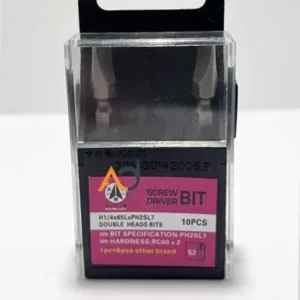 SCREW
DRIVER BIT
H1/4x65LxPH2SL7
DOUBLE HEADS BITS 10PCS
>> BIT SPECIFICATION:PH2SL7
>> HARDNESS:RC60 ± 2
1pc=6pcs other brand
S2